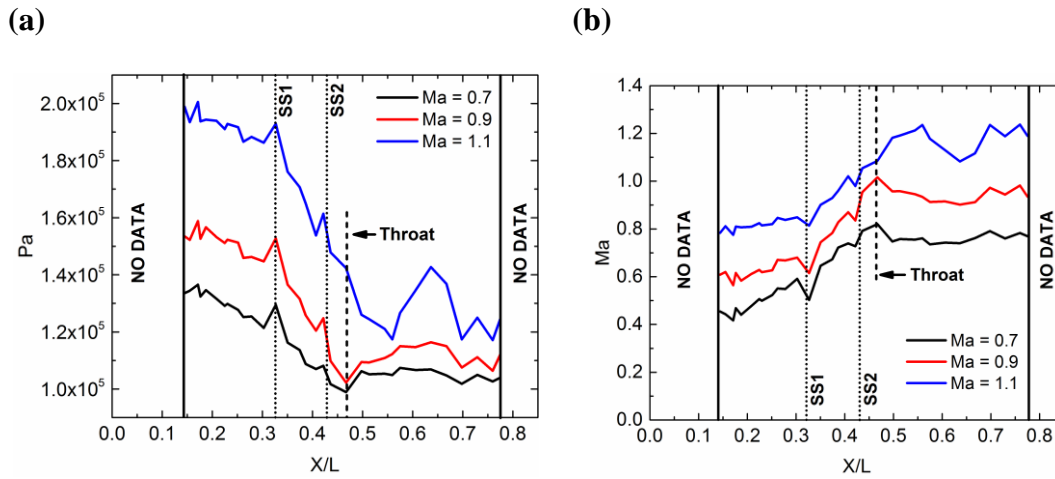 (a)
(b)
Pa
2.0x10⁵
1.8x10⁵
1.6x10⁵
1.4x10⁵
1.2x10⁵
1.0x10⁵
NO DATA
SS1
SS2
Ma = 0.7
Ma = 0.9
Ma = 1.1
Throat
NO DATA
0.0 0.1 0.2 0.3 0.4 0.5 0.6 0.7 0.8
X/L
Ma
1.4
1.2
1.0
0.8
0.6
0.4
0.2
0.0
NO DATA
NO DATA
Throat
SS1
SS2
Ma = 0.7
Ma = 0.9
Ma = 1.1
0.0 0.1 0.2 0.3 0.4 0.5 0.6 0.7 0.8
X/L